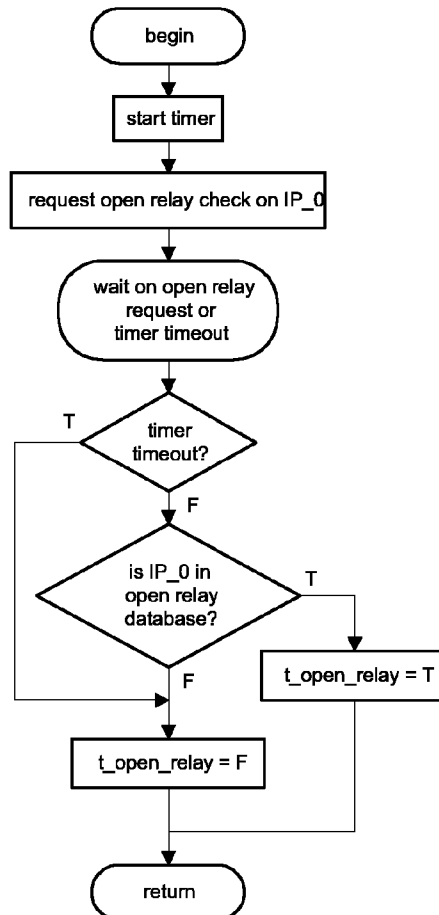 begin
start timer
request open relay check on IP_0
wait on open relay
request or
timer timeout
T
timer
timeout?
F
is IP_0 in
open relay
database?
T
F
t_open_relay = T
t_open_relay = F
return